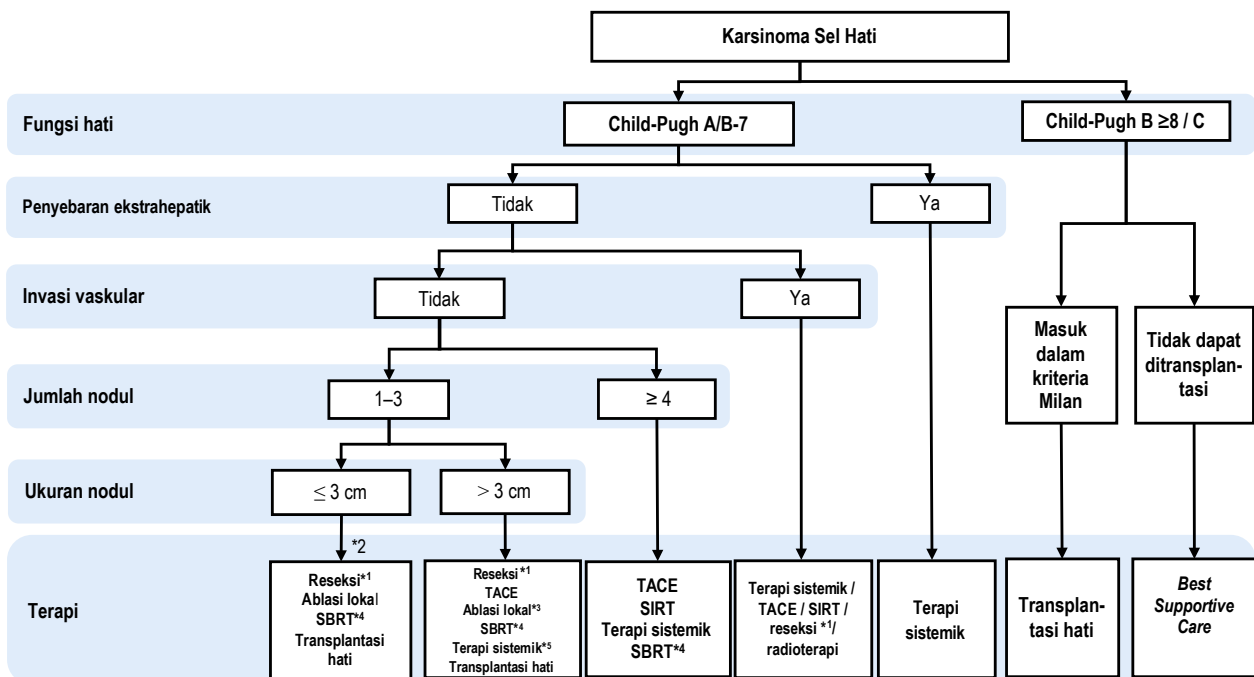 Karsinoma Sel Hati
Fungsi hati
Child-Pugh A/B-7
Child-Pugh B ≥8 / C
Penyebaran ekstrahepatik
Tidak
Ya
Invasi vaskular
Tidak
Ya
Masuk
dalam
kriteria
Milan
Tidak dapat
ditransplan-
tasi
Jumlah nodul
1–3
≥ 4
Ukuran nodul
≤ 3 cm
> 3 cm
*2
Terapi
Reseksi*1
Ablasi lokal
SBRT*4
Transplantasi
hati
Reseksi*1
TACE
Ablasi lokal*3
SBRT*4
Terapi sistemik*5
Transplantasi hati
TACE
SIRT
Terapi sistemik
SBRT*4
Terapi sistemik /
TACE / SIRT /
reseksi *1/
radioterapi
Terapi
sistemik
Transplan-
tasi hati
Best
Supportive
Care